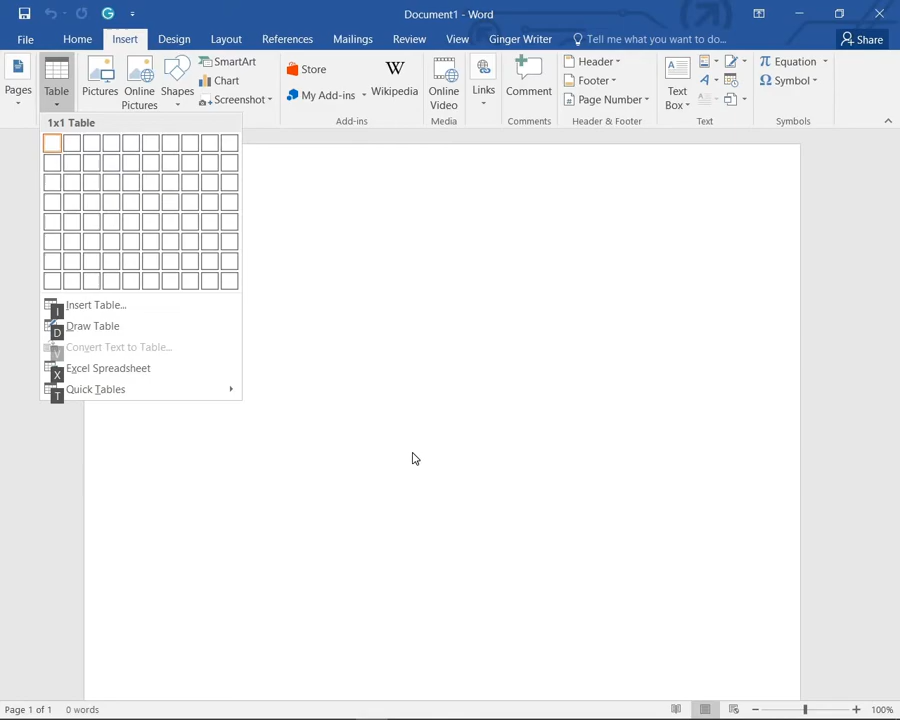 Document1 - Word
File Home Insert Design Layout References Mailings Review View Ginger Writer Tell me what you want to do... Share
Pages
Table
Pictures
Online Pictures
Shapes
SmartArt
Chart
Screenshot
Store
My Add-ins
Wikipedia
Add-ins
Online Video
Media
Links
Comment
Comments
Header
Footer
Page Number
Header & Footer
Text Box
Text
Equation
Symbol
Symbols
1x1 Table
Insert Table...
I
Draw Table
D
Convert Text to Table...
V
Excel Spreadsheet
X
Quick Tables
T
Page 1 of 1 0 words 100%